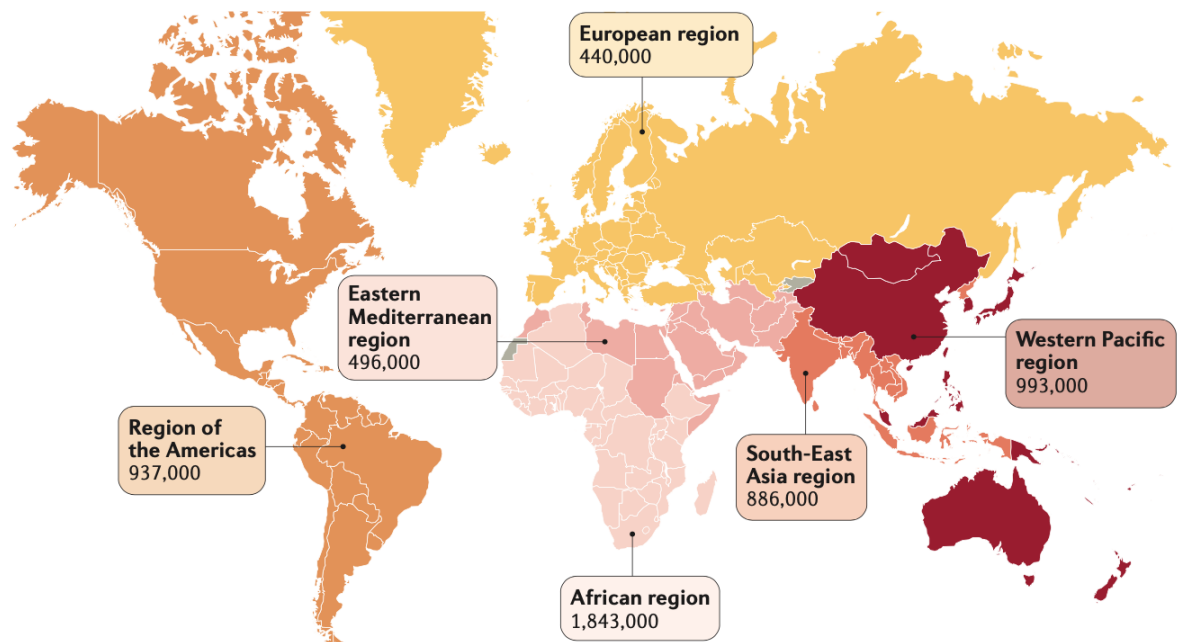 European region
440,000
Eastern
Mediterranean
region
496,000
Western Pacific
region
993,000
Region of
the Americas
937,000
South-East
Asia region
886,000
African region
1,843,000